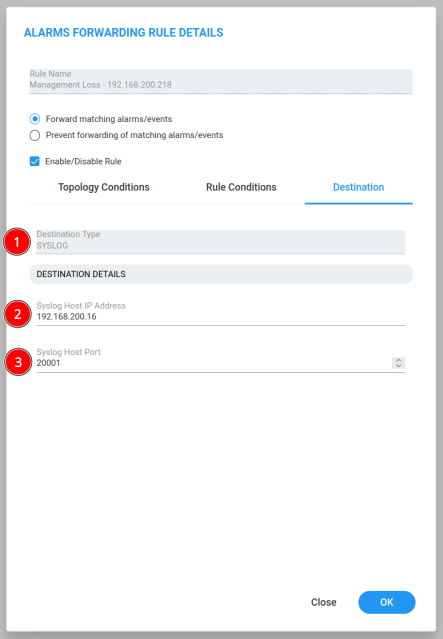 ALARMS FORWARDING RULE DETAILS
Rule Name
Management Loss - 192.168.200.218
Forward matching alarms/events
Prevent forwarding of matching alarms/events
Enable/Disable Rule
Topology Conditions Rule Conditions Destination
1
Destination Type
SYSLOG
DESTINATION DETAILS
2
Syslog Host IP Address
192.168.200.16
3
Syslog Host Port
20001
Close OK